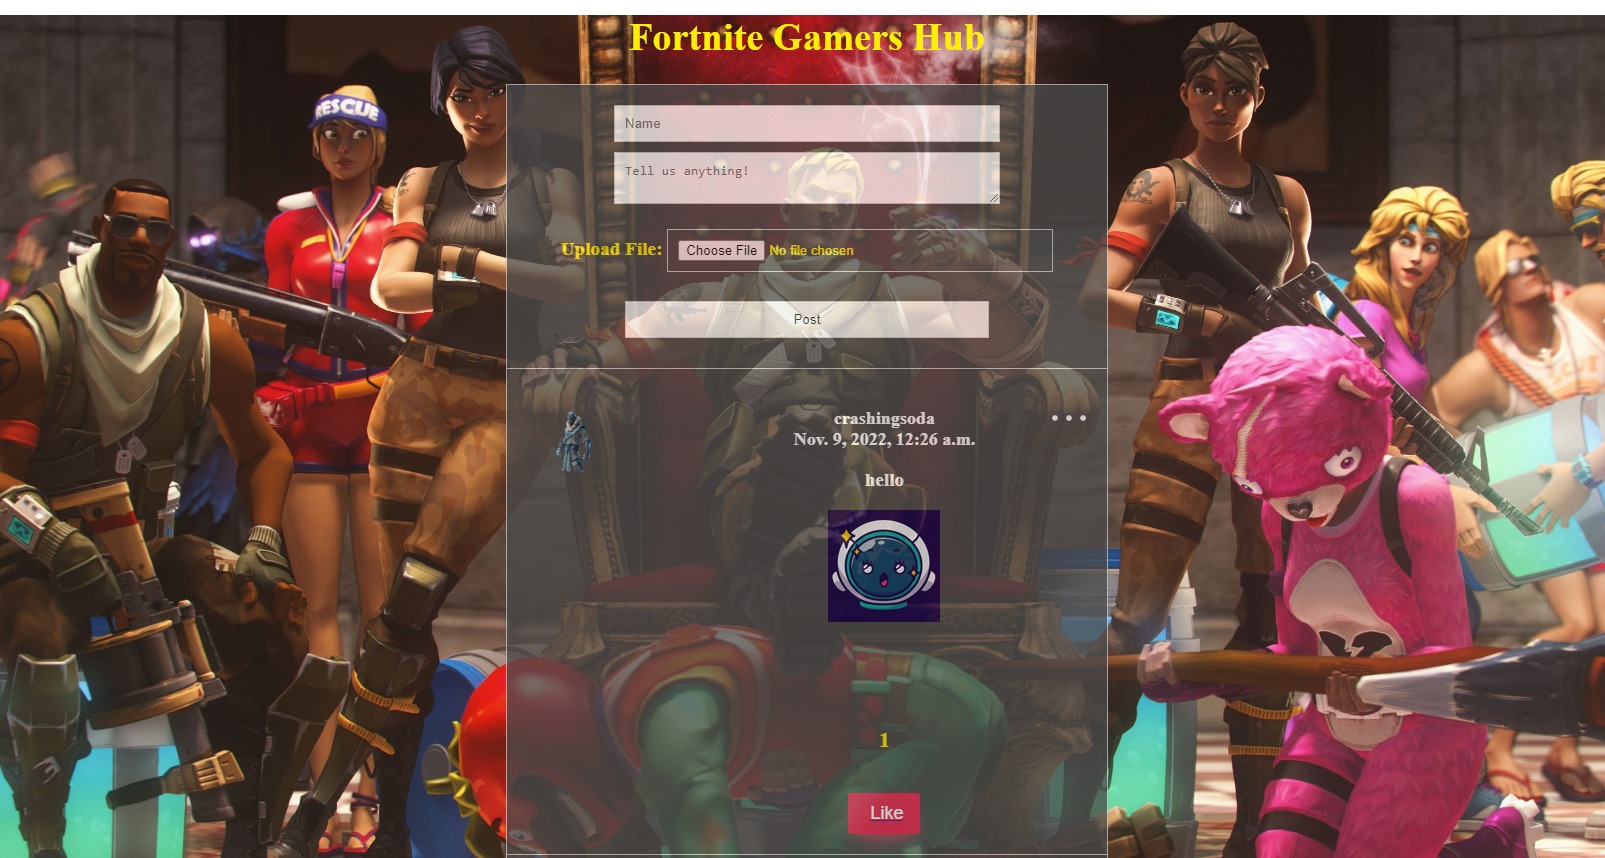 Fortnite Gamers Hub
RESCUE
Name
Tell us anything!
Upload File: Choose File No file chosen
Post
crashingsoda
Nov. 9, 2022, 12:26 a.m.
hello
1
Like